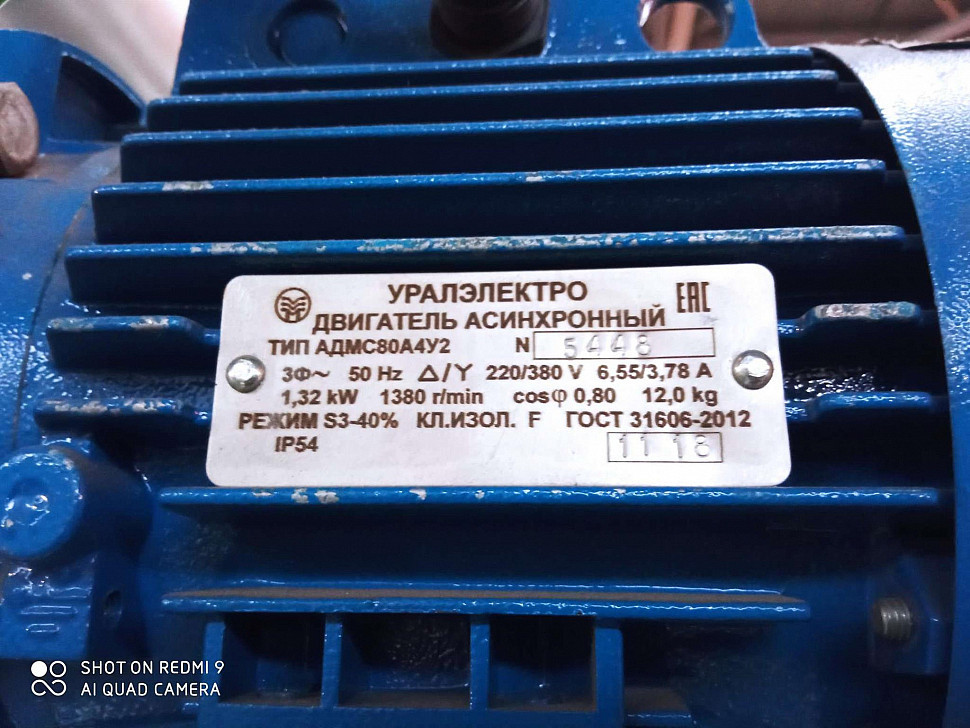 УРАЛЭЛЕКТРО
ДВИГАТЕЛЬ АСИНХРОННЫЙ
ЕАС
ТИП АДМС80А4У2 N 5448
3Ф~ 50 Hz Δ/Y 220/380 V 6,55/3,78 A
1,32 kW 1380 r/min cosφ 0,80 12,0 kg
РЕЖИМ S3-40% КЛ.ИЗОЛ. F ГОСТ 31606-2012
IP54 11 18
SHOT ON REDMI 9
AI QUAD CAMERA